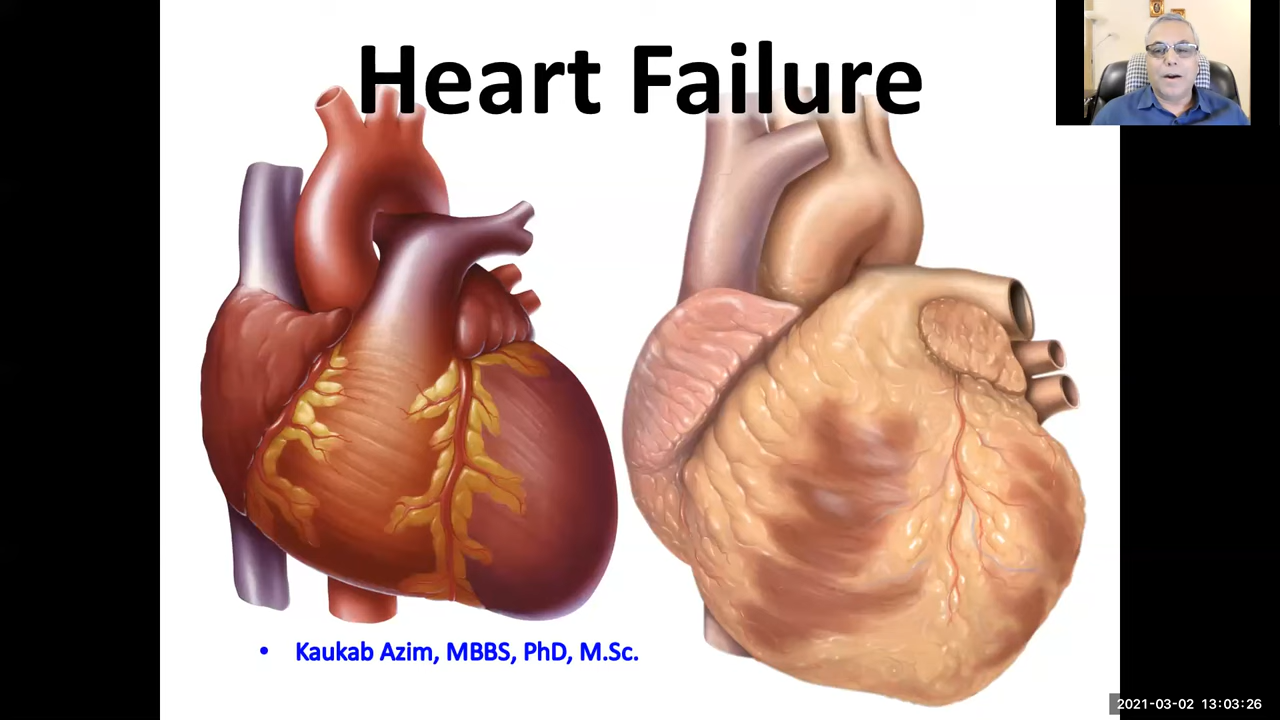 Heart Failure
• Kaukab Azim, MBBS, PhD, M.Sc.
2021-03-02 13:03:26